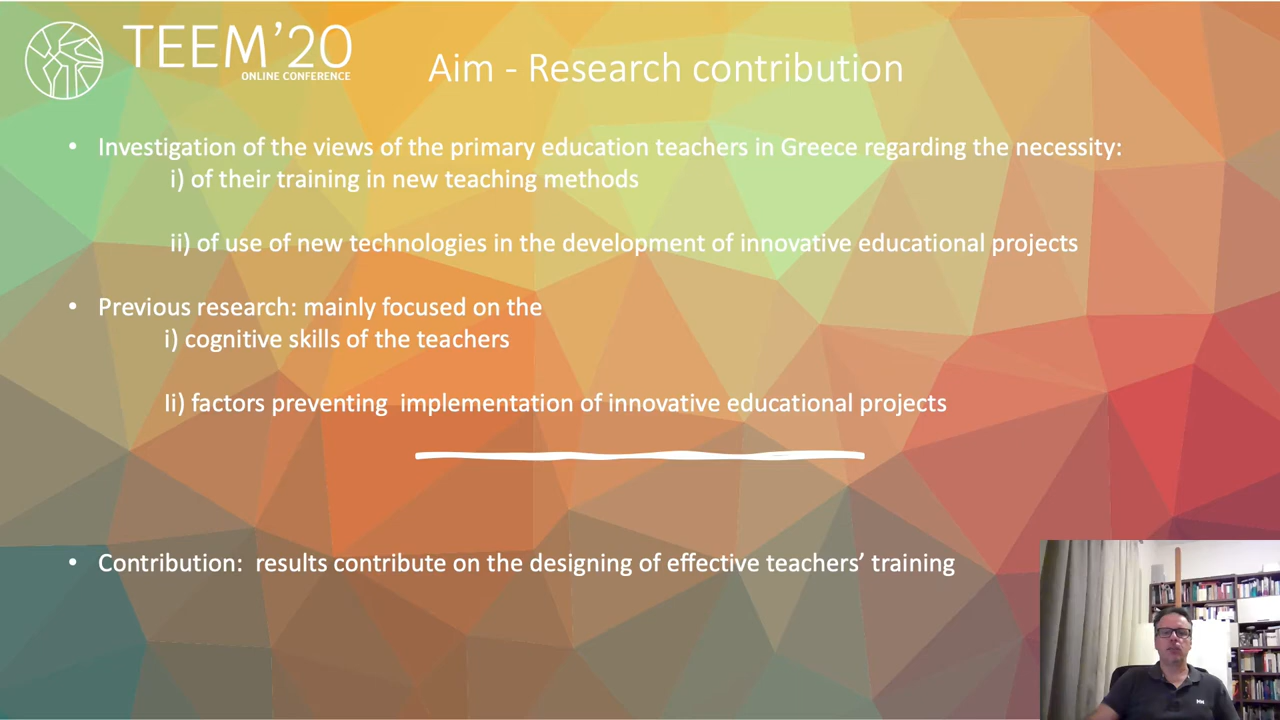 TEEM'20
ONLINE CONFERENCE
Aim - Research contribution
• Investigation of the views of the primary education teachers in Greece regarding the necessity:
i) of their training in new teaching methods
ii) of use of new technologies in the development of innovative educational projects
• Previous research: mainly focused on the
i) cognitive skills of the teachers
Ii) factors preventing  implementation of innovative educational projects
• Contribution:  results contribute on the designing of effective teachers’ training
HH